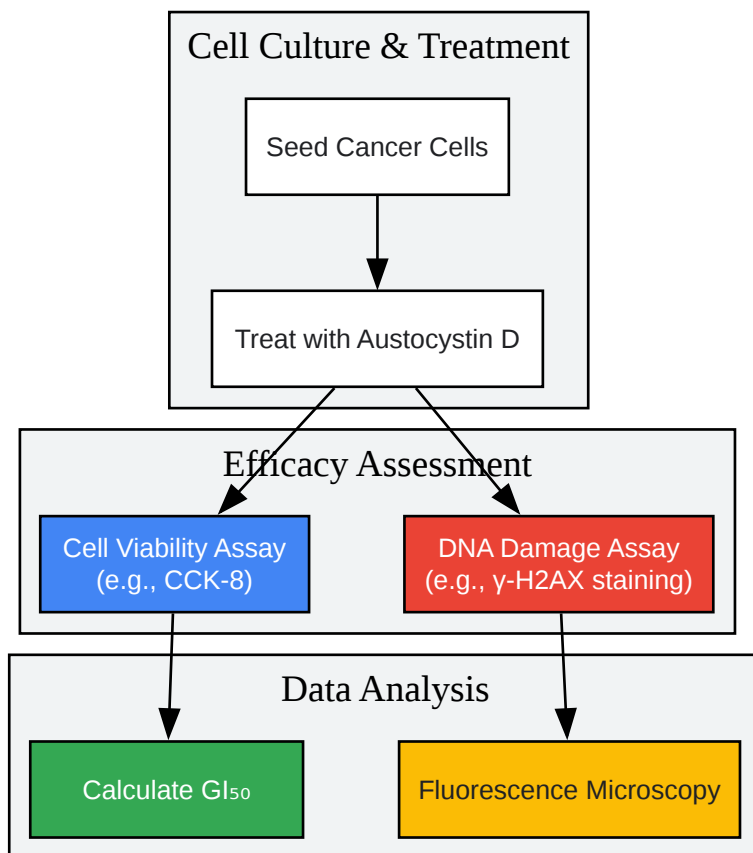 Cell Culture & Treatment
Seed Cancer Cells
Treat with Austocystin D
Efficacy Assessment
Cell Viability Assay
(e.g., CCK-8)
DNA Damage Assay
(e.g., γ-H2AX staining)
Data Analysis
Calculate GI₅₀
Fluorescence Microscopy